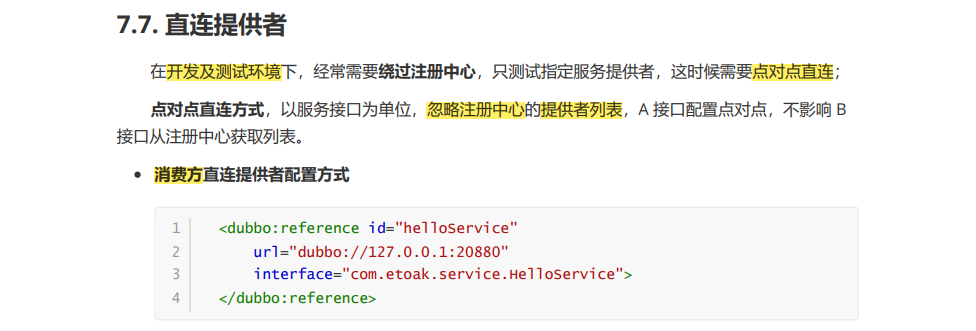 7.7. 直连提供者
在开发及测试环境下，经常需要绕过注册中心，只测试指定服务提供者，这时候需要点对点直连；
点对点直连方式，以服务接口为单位，忽略注册中心的提供者列表，A 接口配置点对点，不影响 B
接口从注册中心获取列表。
• 消费方直连提供者配置方式
1 <dubbo:reference id="helloService"
2 url="dubbo://127.0.0.1:20880"
3 interface="com.etoak.service.HelloService">
4 </dubbo:reference>